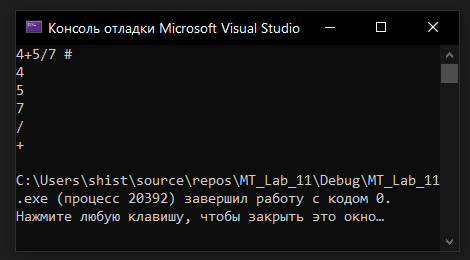 Консоль отладки Microsoft Visual Studio
4+5/7 #
4
5
7
/
+
C:\Users\shist\source\repos\MT_Lab_11\Debug\MT_Lab_11
.exe (процесс 20392) завершил работу с кодом 0.
Нажмите любую клавишу, чтобы закрыть это окно…